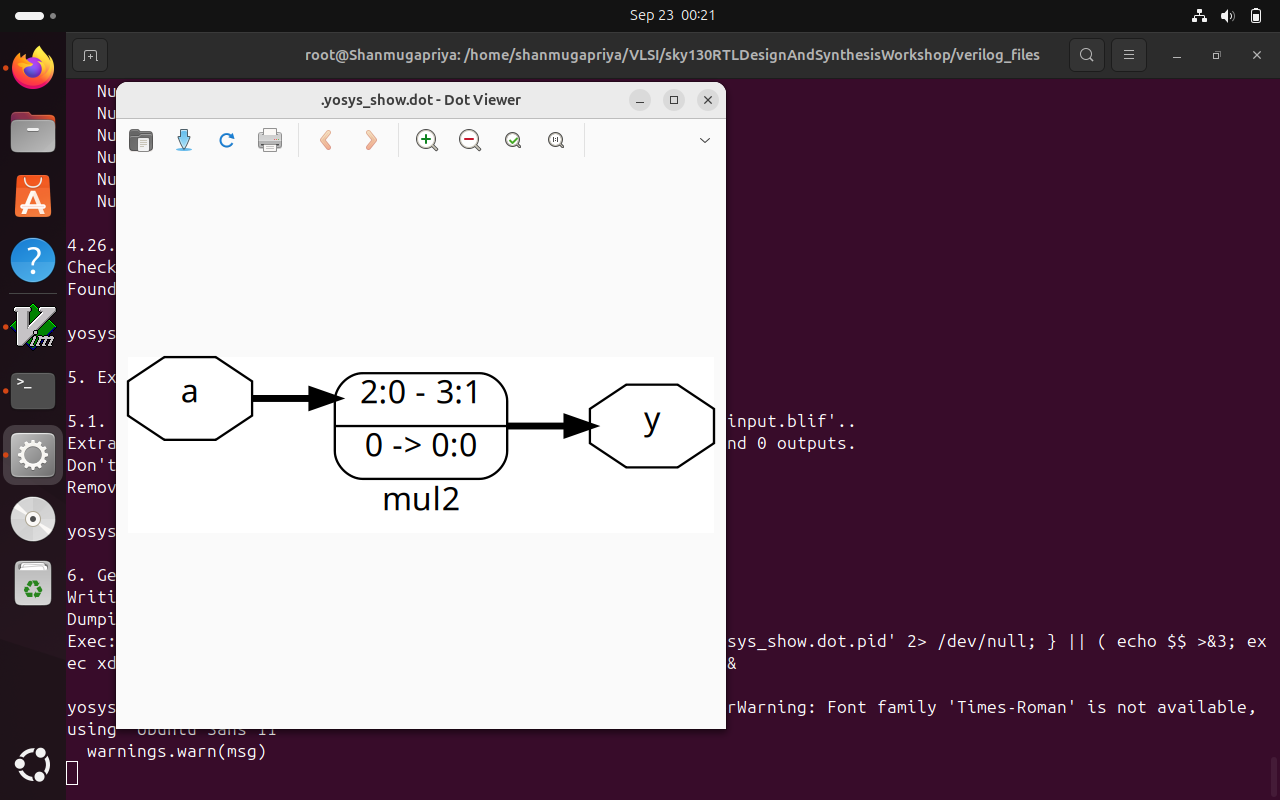 Sep 23 00:21
root@Shanmugapriya: /home/shanmugapriya/VLSI/sky130RTLDesignAndSynthesisWorkshop/verilog_files
.yosys_show.dot - Dot Viewer
Nu
Nu
Nu
Nu
Nu
Nu
4.26.
Check
Found
yosys
5. Ex
5.1. input.blif'..
Extra nd 0 outputs.
Don't
Remov
yosys
6. Ge
Writi
Dumpi
Exec: sys_show.dot.pid' 2> /dev/null; } || ( echo $$ >&3; ex
ec xd &
yosys rWarning: Font family 'Times-Roman' is not available,
using 'Ubuntu Sans 11'
warnings.warn(msg)
a
2:0 - 3:1
0 -> 0:0
mul2
y
Vim